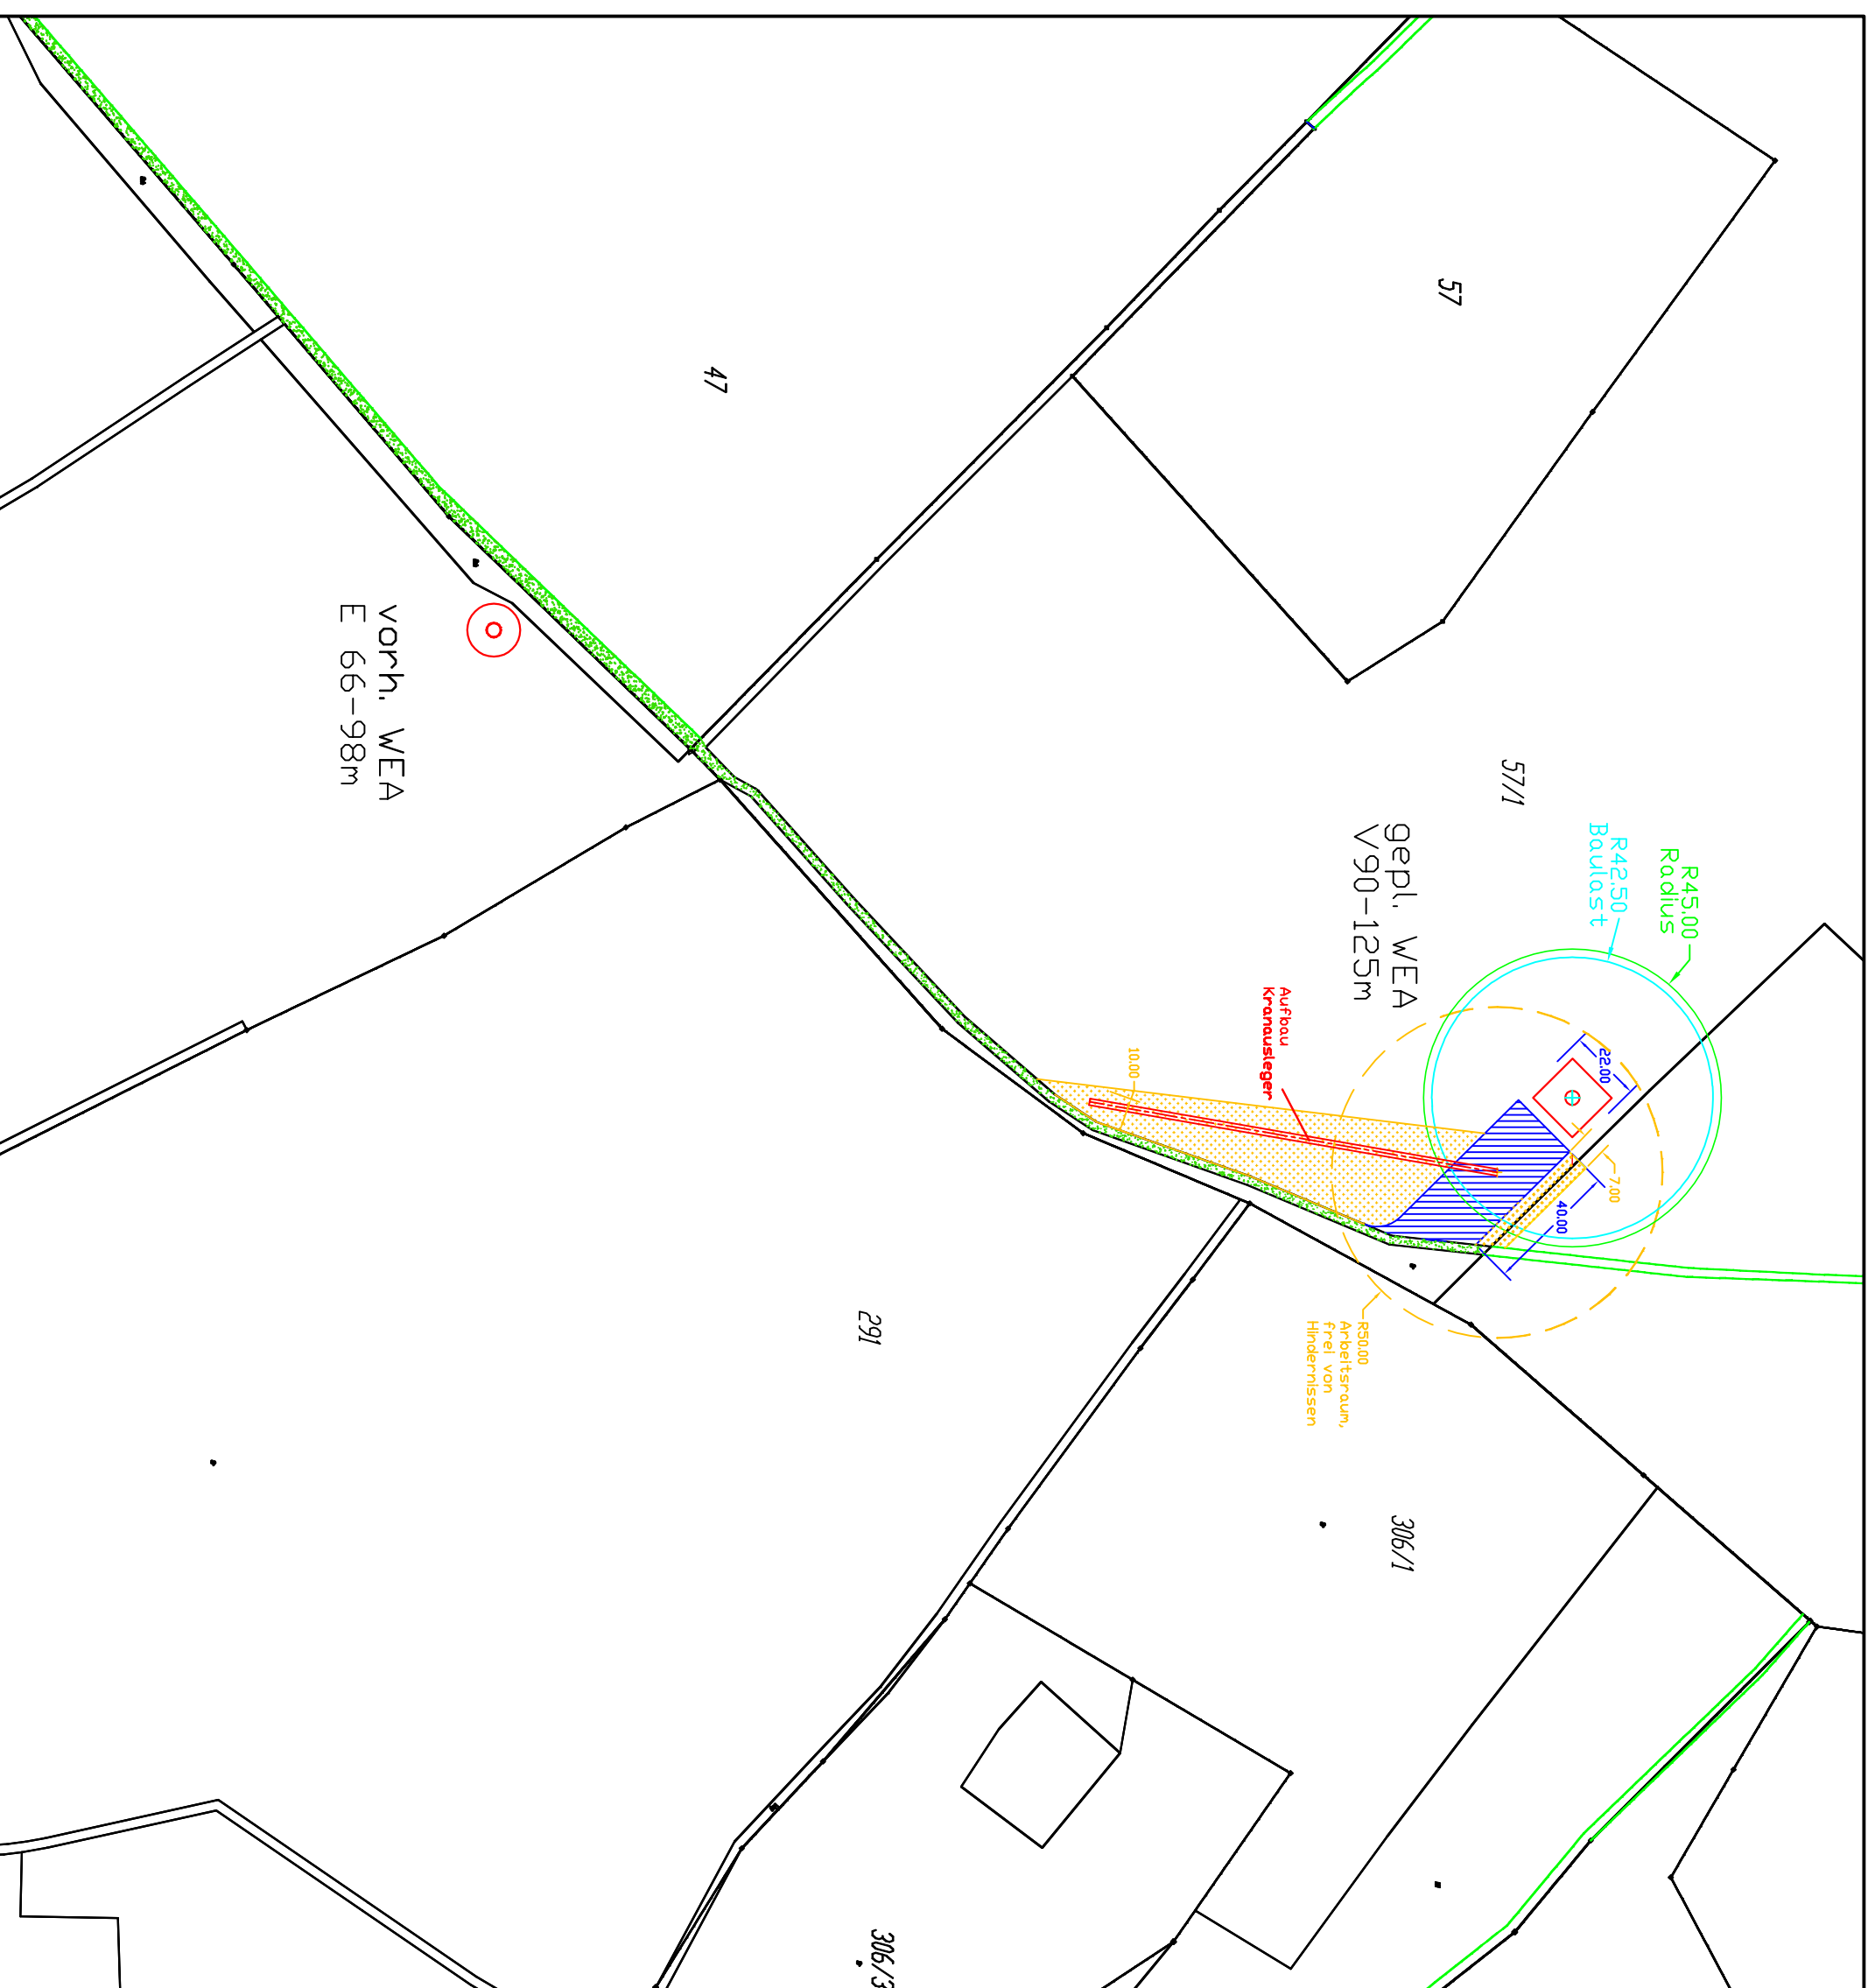 57
47
57/1
R45.00
Radius
R42.50
Baulast
gepl. WEA
V90-125m
22.00
7.00
40.00
Aufbau
Kranausleger
10.00
R50.00
Arbeitsraum,
frei von
Hindernissen
vorh. WEA
E 66-98m
291
306/1
306/3